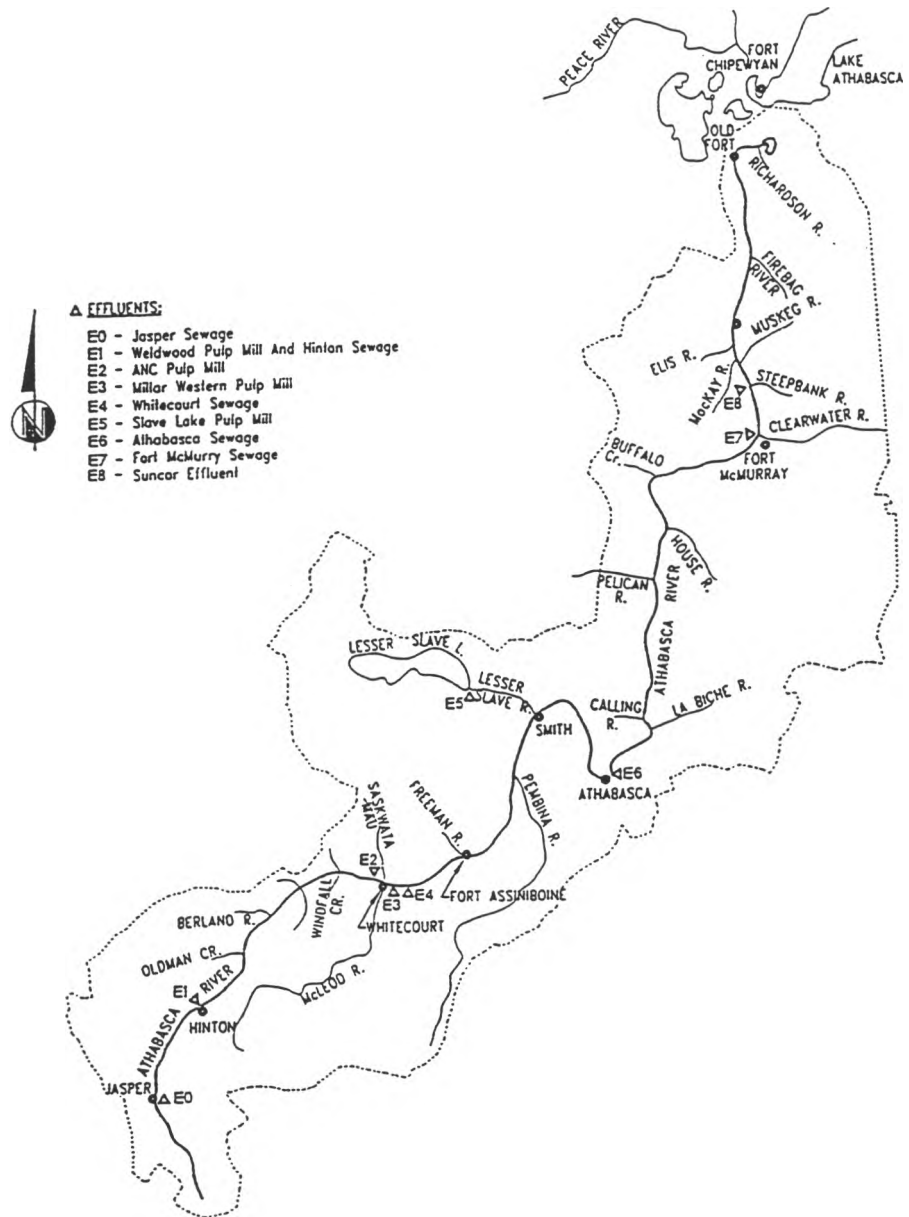 PEACE RIVER
FORT
CHIPEWYAN
LAKE
ATHABASCA
OLD
FORT
RICHARDSON R.
FIREBAG
RIVER
MUSKEG R.
ELIS R.
MacKAY R.
STEEPBANK R.
E8
CLEARWATER R.
E7
FORT
McMURRAY
BUFFALO
Cr.
HOUSE R.
PELICAN
R.
ATHABASCA
RIVER
△ EFFLUENTS:
E0 - Jasper Sewage
E1 - Weldwood Pulp Mill And Hinton Sewage
E2 - ANC Pulp Mill
E3 - Millar Western Pulp Mill
E4 - Whitecourt Sewage
E5 - Slave Lake Pulp Mill
E6 - Athabasca Sewage
E7 - Fort McMurry Sewage
E8 - Suncor Effluent
N
LESSER SLAVE L.
LESSER
SLAVE R.
E5
SMITH
CALLING
R.
LA BICHE R.
E6
ATHABASCA
PEMBINA R.
FREEMAN R.
SASKWATA
-MAU
E2
E3
E4
FORT ASSINIBOINE
WHITECOURT
WINDFALL
CR.
BERLAND R.
OLDMAN CR.
McLEOD R.
E1
HINTON
ATHABASCA
RIVER
JASPER
E0